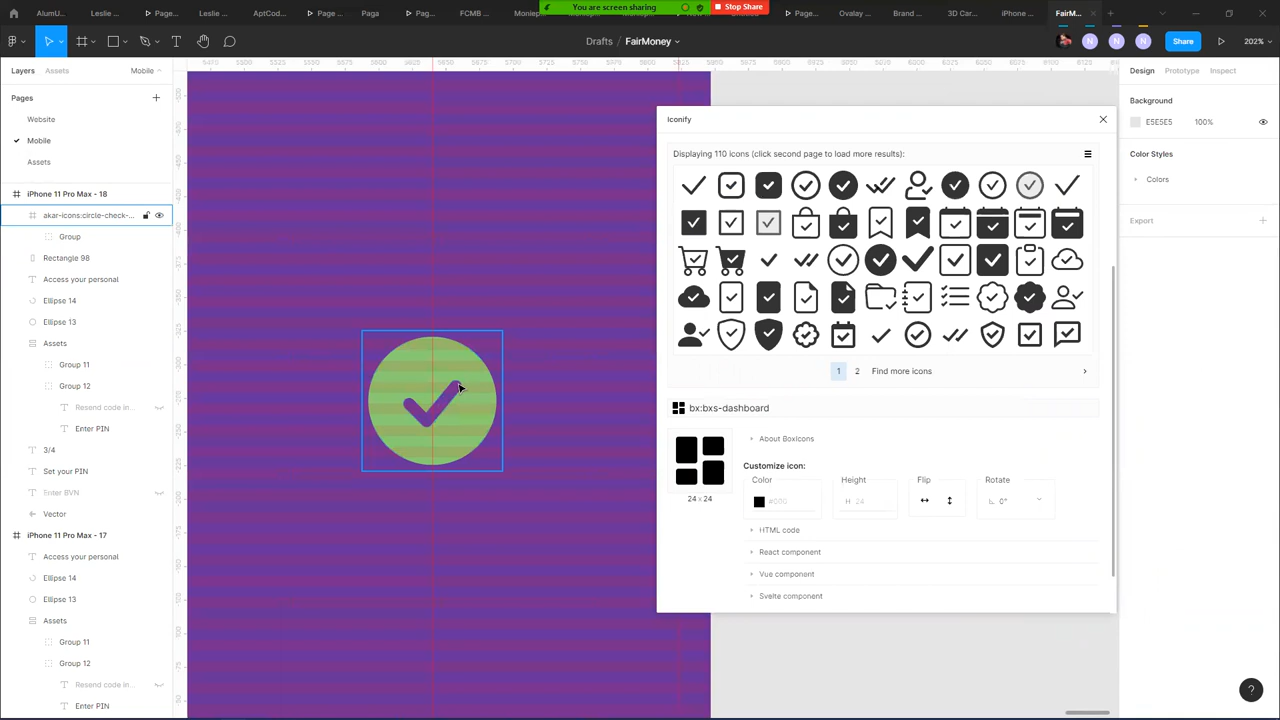 You are screen sharing
Stop Share
AlumU...
Leslie ...
Page...
Leslie ...
AptCod...
Page ...
Paga
Pag...
FCMB ...
Moniep...
Page...
Ovalay ...
Brand ...
3D Car...
iPhone ...
FairM...
Drafts / FairMoney
Share
202%
Layers
Assets
Mobile
Design
Prototype
Inspect
Pages
Website
Mobile
Assets
iPhone 11 Pro Max - 18
akar-icons:circle-check-...
Group
Rectangle 98
Access your personal
Ellipse 14
Ellipse 13
Assets
Group 11
Group 12
Resend code in...
Enter PIN
3/4
Set your PIN
Enter BVN
Vector
iPhone 11 Pro Max - 17
Access your personal
Ellipse 14
Ellipse 13
Assets
Group 11
Group 12
Resend code in...
Enter PIN
Iconify
Displaying 110 icons (click second page to load more results):
1
2
Find more icons
bx:bxs-dashboard
24 × 24
About BoxIcons
Customize icon:
Color
Height
Flip
Rotate
#000
H 24
0°
HTML code
React component
Vue component
Svelte component
Background
E5E5E5
100%
Color Styles
Colors
Export
?